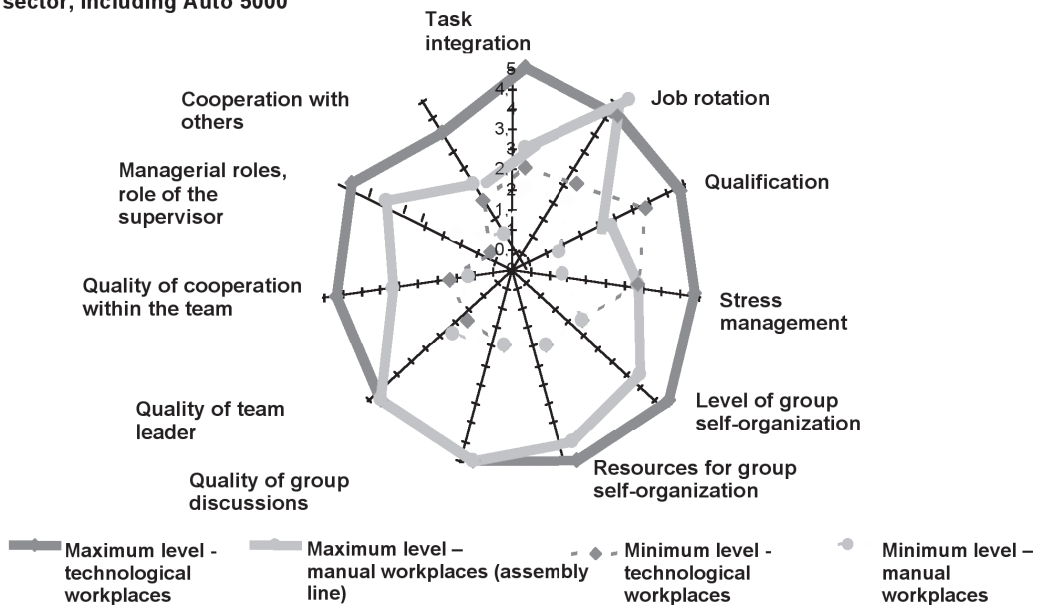 sector, including Auto 5000
Task
integration
Cooperation with
others
Job rotation
Managerial roles,
role of the
supervisor
Qualification
Quality of cooperation
within the team
Stress
management
Quality of team
leader
Level of group
self-organization
Quality of group
discussions
Resources for group
self-organization
5
4,
3,
3
2
2
1
0
Maximum level -
technological
workplaces
Maximum level –
manual workplaces (assembly
line)
Minimum level -
technological
workplaces
Minimum level –
manual
workplaces